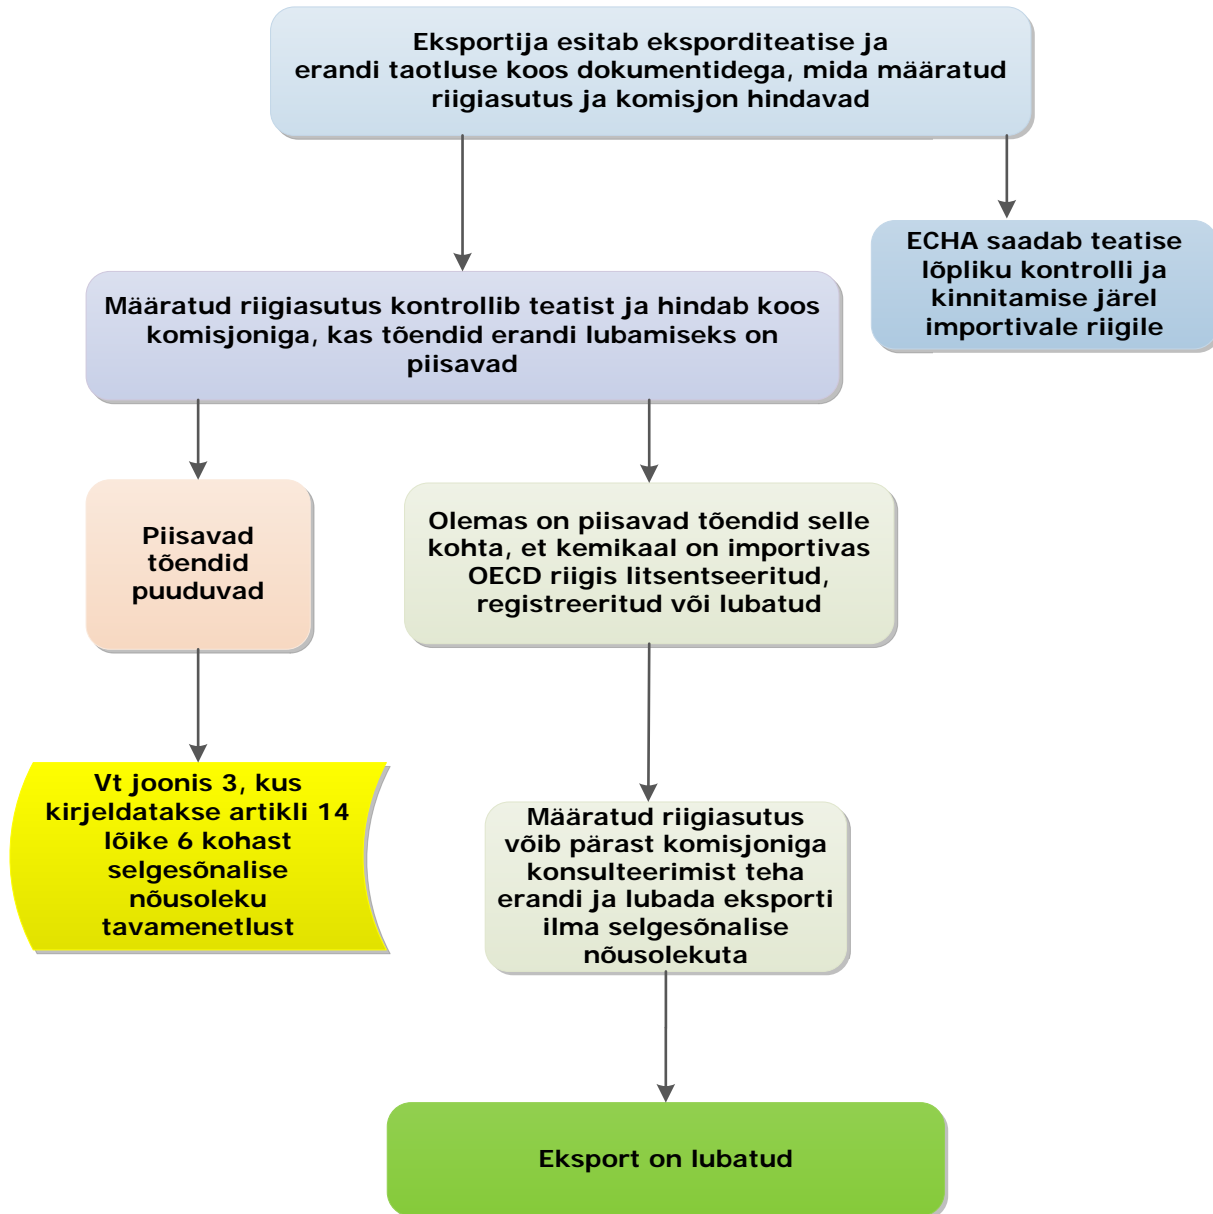 Eksportija esitab eksporditeatise ja
erandi taotluse koos dokumentidega, mida määratud
riigiasutus ja komisjon hindavad
ECHA saadab teatise
lõpliku kontrolli ja
kinnitamise järel
importivale riigile
Määratud riigiasutus kontrollib teatist ja hindab koos
komisjoniga, kas tõendid erandi lubamiseks on
piisavad
Piisavad
tõendid
puuduvad
Olemas on piisavad tõendid selle
kohta, et kemikaal on importivas
OECD riigis litsentseeritud,
registreeritud või lubatud
Vt joonis 3, kus
kirjeldatakse artikli 14
lõike 6 kohast
selgesõnalise
nõusoleku
tavamenetlust
Määratud riigiasutus
võib pärast komisjoniga
konsulteerimist teha
erandi ja lubada eksporti
ilma selgesõnalise
nõusolekuta
Eksport on lubatud